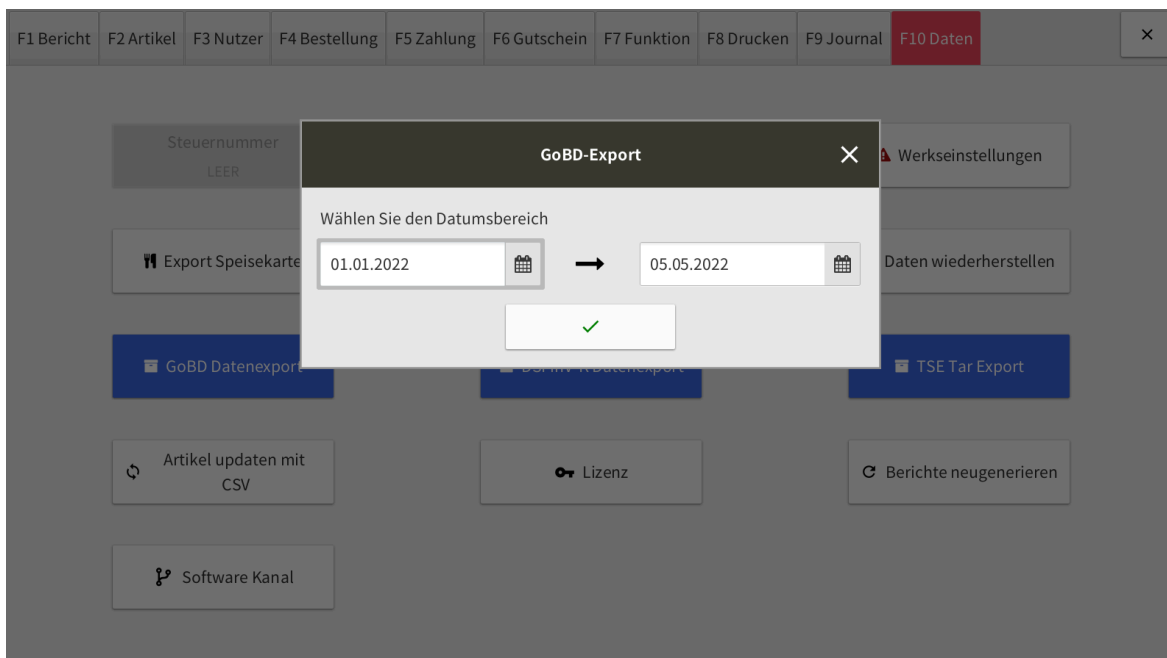 F1 Bericht F2 Artikel F3 Nutzer F4 Bestellung F5 Zahlung F6 Gutschein F7 Funktion F8 Drucken F9 Journal F10 Daten
Steuernummer
LEER
GoBD-Export
Werkseinstellungen
Wählen Sie den Datumsbereich
01.01.2022 05.05.2022
Export Speisekarte
Daten wiederherstellen
GoBD Datenexport
Datenexport
TSE Tar Export
Artikel updaten mit
CSV
Lizenz
Berichte neugenerieren
Software Kanal